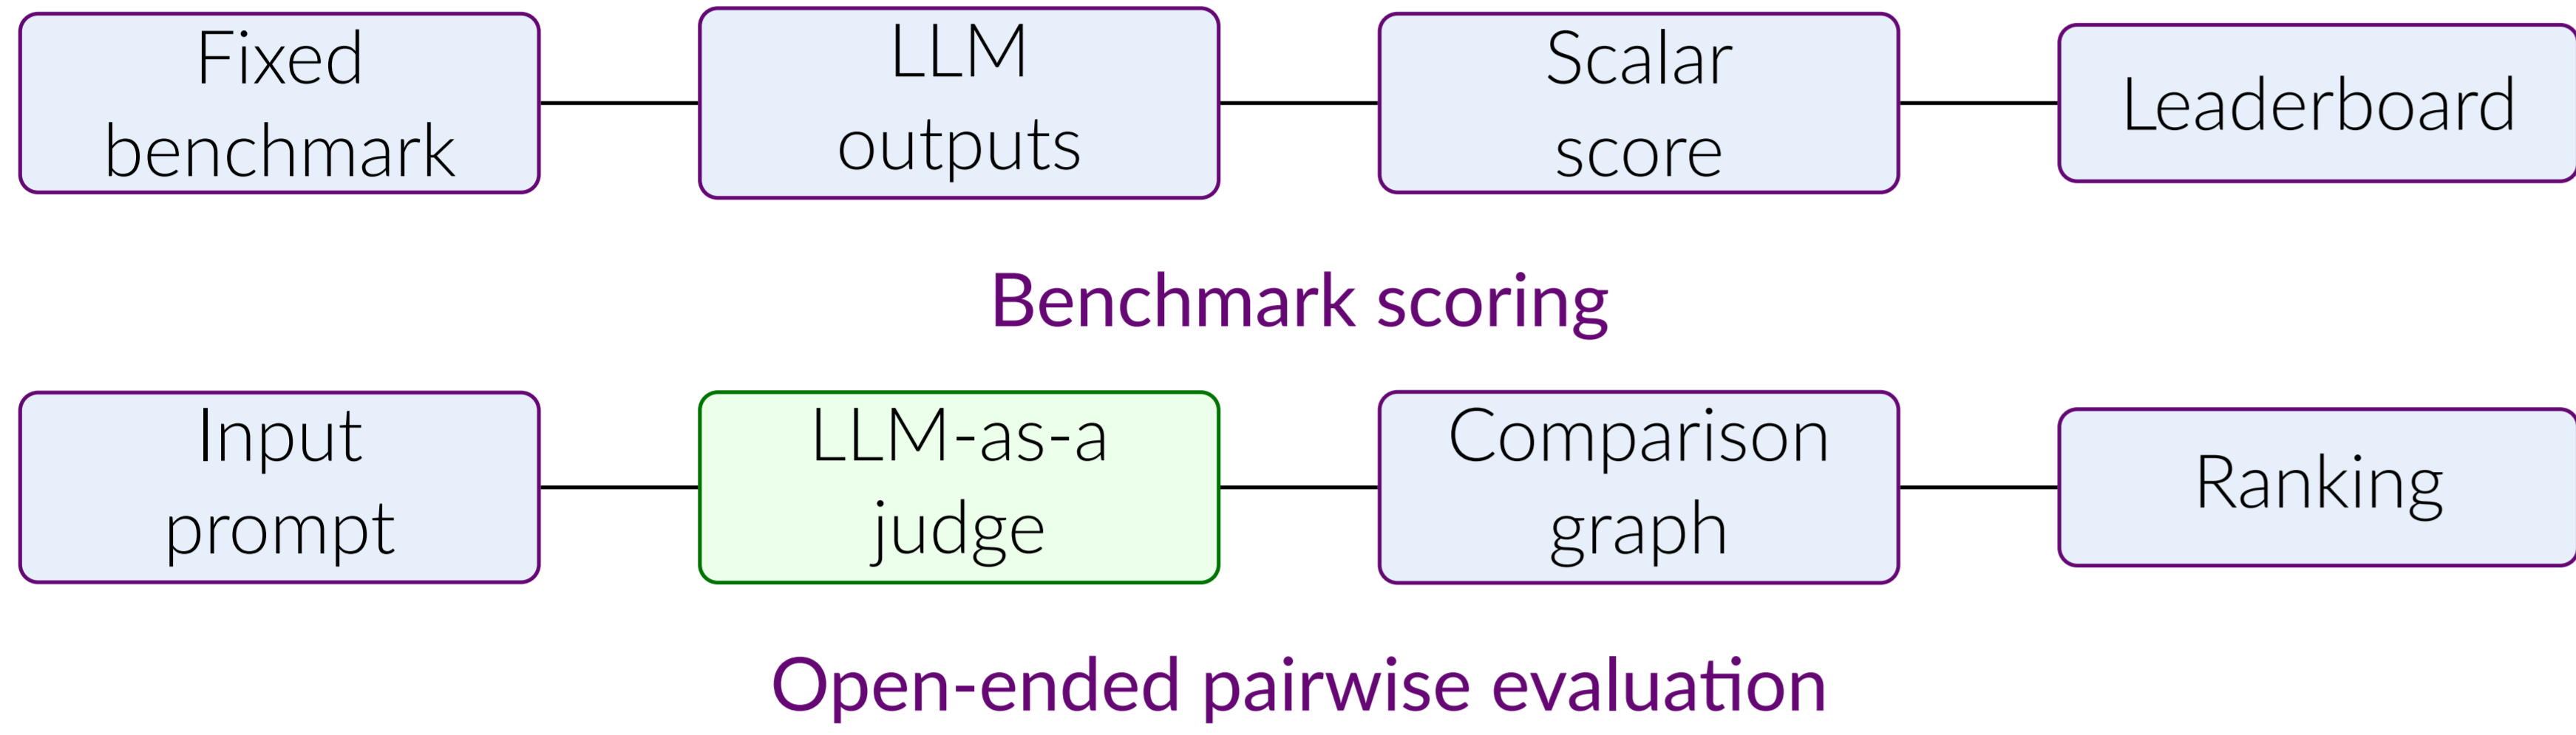 Fixed
benchmark
LLM
outputs
Scalar
score
Leaderboard
Benchmark scoring
Input
prompt
LLM-as-a
judge
Comparison
graph
Ranking
Open-ended pairwise evaluation